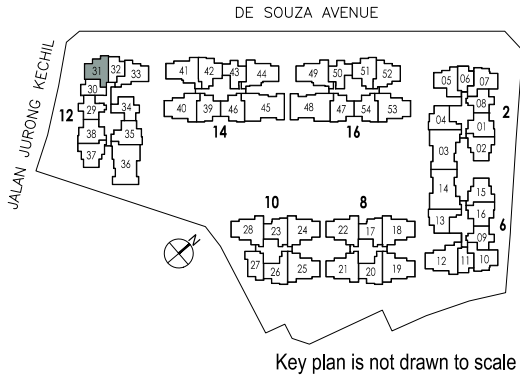 DE SOUZA AVENUE
JALAN JURONG KECHIL
31 32 33
30
29 34
12
38 35
37 36
41 42 43 44
40 39 46 45
14
49 50 51 52
48 47 54 53
16
05 06 07
08
2
04 01
03 02
14 15
13 16
6
09
12 11 10
10
28 23 24
27 26 25
8
22 17 18
21 20 19
N
Key plan is not drawn to scale